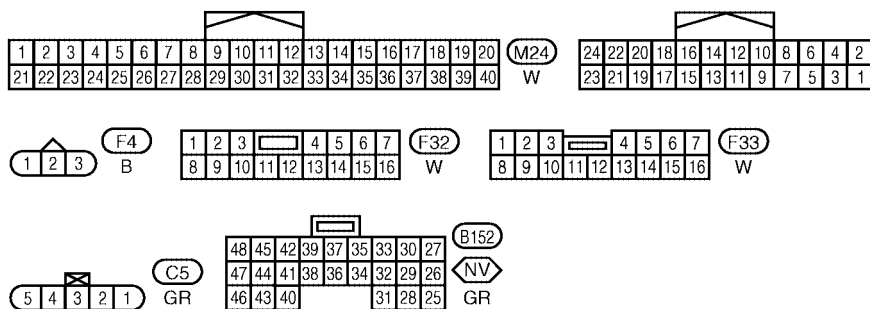 1 2 3 4 5 6 7 8 9 10 11 12 13 14 15 16 17 18 19 20 M24
21 22 23 24 25 26 27 28 29 30 31 32 33 34 35 36 37 38 39 40 W
24 22 20 18 16 14 12 10 8 6 4 2
23 21 19 17 15 13 11 9 7 5 3 1
1 2 3 F4
B
1 2 3 4 5 6 7 F32
8 9 10 11 12 13 14 15 16 W
1 2 3 4 5 6 7 F33
8 9 10 11 12 13 14 15 16 W
5 4 3 2 1 C5
GR
48 45 42 39 37 35 33 30 27 B152
47 44 41 38 36 34 32 29 26 NV
46 43 40 31 28 25 GR